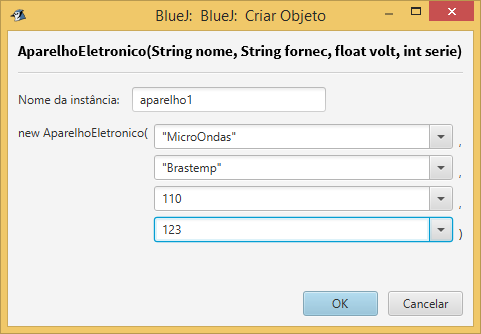 BlueJ: BlueJ: Criar Objeto
AparelhoEletronico(String nome, String fornec, float volt, int serie)
Nome da instância: aparelho1
new AparelhoEletronico( "MicroOndas" ,
"Brastemp" ,
110 ,
123 )
OK Cancelar